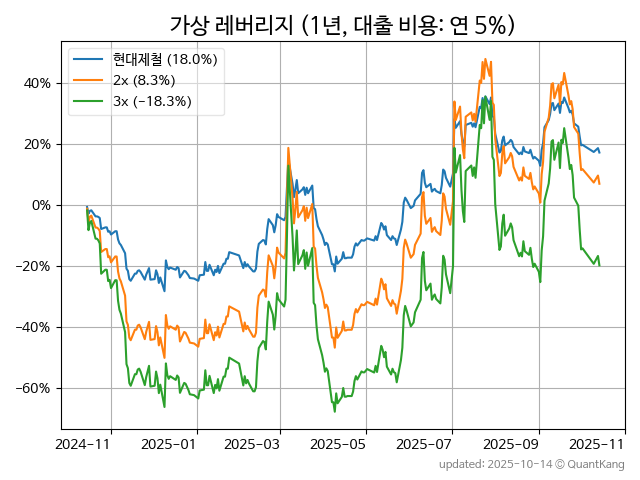 가상 레버리지 (1년, 대출 비용: 연 5%)
현대제철 (18.0%)
2x (8.3%)
3x (-18.3%)
40%
20%
0%
-20%
-40%
-60%
2024-11 2025-01 2025-03 2025-05 2025-07 2025-09 2025-11
updated: 2025-10-14 © QuantKang